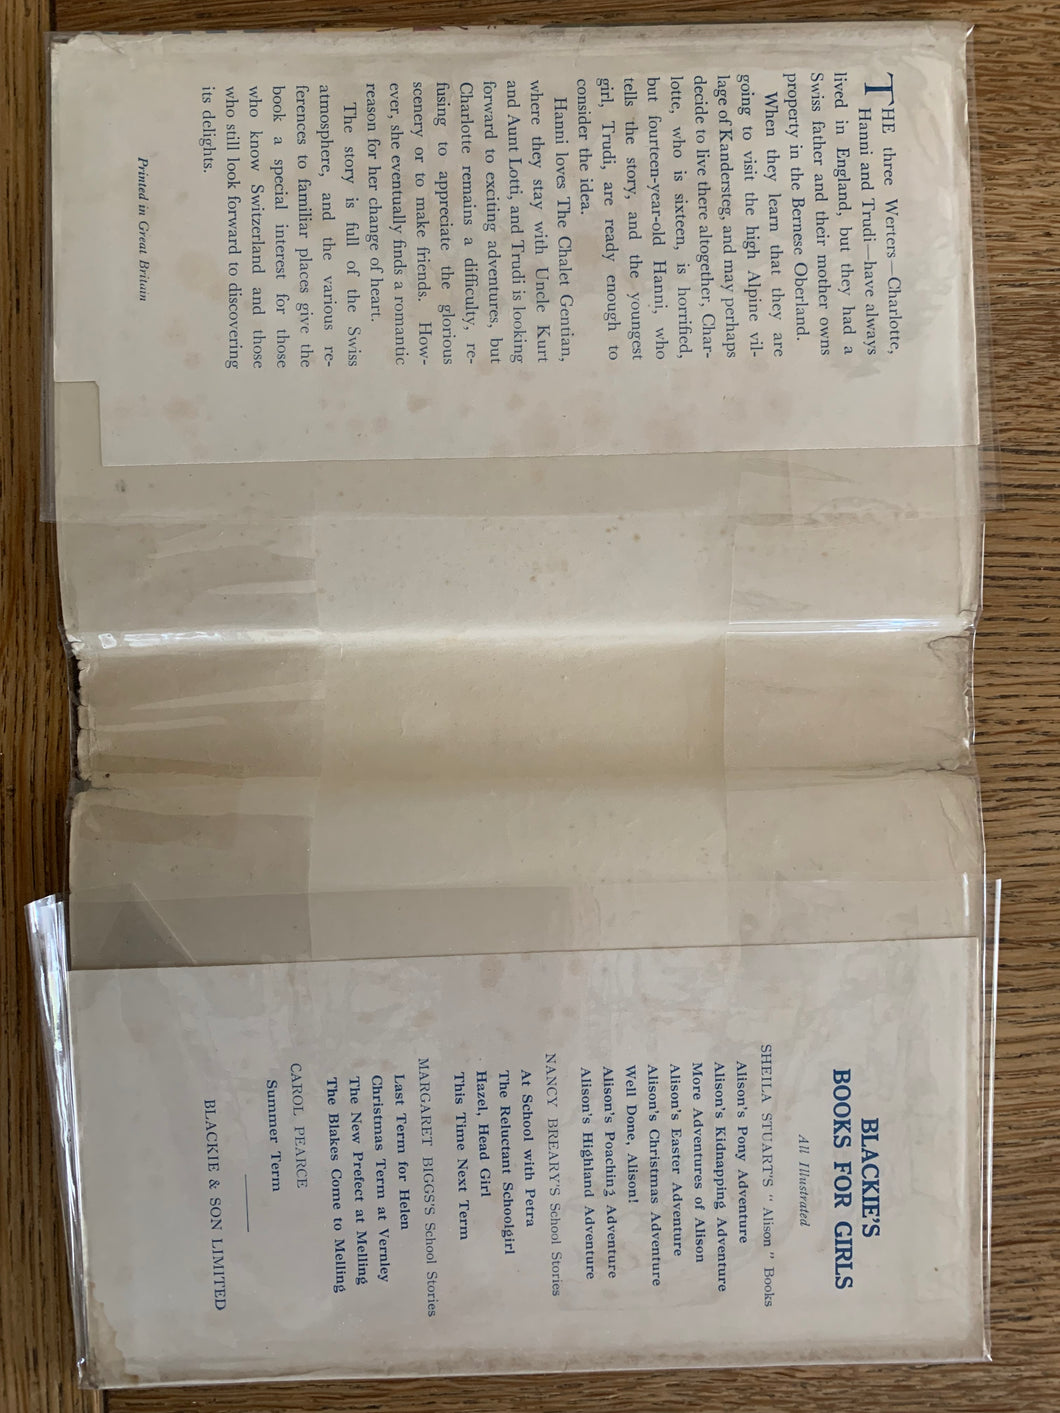 THE three Werters—Charlotte,
Hanni and Trudi—have always
lived in England, but they had a
Swiss father and their mother owns
property in the Bernese Oberland.
When they learn that they are
going to visit the high Alpine vil-
lage of Kandersteg, and may perhaps
decide to live there altogether, Char-
lotte, who is sixteen, is horrified,
but fourteen-year-old Hanni, who
tells the story, and the youngest
girl, Trudi, are ready enough to
consider the idea.
Hanni loves The Chalet Gentian,
where they stay with Uncle Kurt
and Aunt Lotti, and Trudi is looking
forward to exciting adventures, but
Charlotte remains a difficulty, re-
fusing to appreciate the glorious
scenery or to make friends. How-
ever, she eventually finds a romantic
reason for her change of heart.
The story is full of the Swiss
atmosphere, and the various re-
ferences to familiar places give the
book a special interest for those
who know Switzerland and those
who still look forward to discovering
its delights.
Printed in Great Britain
BLACKIE'S
BOOKS FOR GIRLS
All Illustrated
SHEILA STUART'S "Alison" Books
Alison's Pony Adventure
Alison's Kidnapping Adventure
More Adventures of Alison
Alison's Easter Adventure
Alison's Christmas Adventure
Well Done, Alison!
Alison's Poaching Adventure
Alison's Highland Adventure
NANCY BREARY'S School Stories
At School with Petra
The Reluctant Schoolgirl
Hazel, Head Girl
This Time Next Term
MARGARET BIGGS'S School Stories
Last Term for Helen
Christmas Term at Vernley
The New Prefect at Melling
The Blakes Come to Melling
CAROL PEARCE
Summer Term
BLACKIE & SON LIMITED